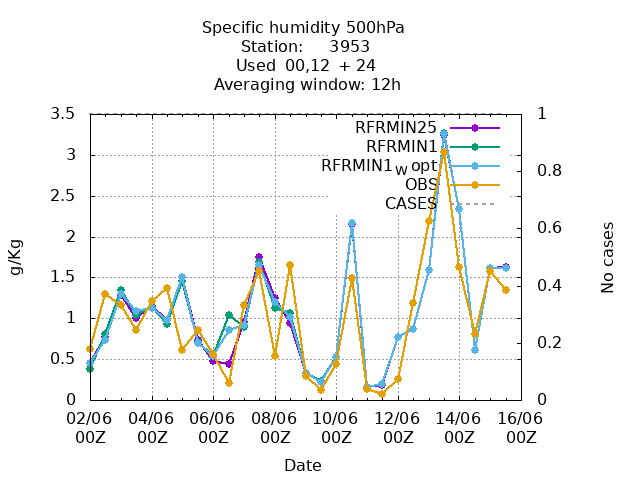 Specific humidity 500hPa
Station: 3953
Used 00,12 + 24
Averaging window: 12h
3.5
3
2.5
2
1.5
1
0.5
0
1
0.8
0.6
0.4
0.2
0
RFRMIN25
RFRMIN1
RFRMIN1w opt
OBS
CASES
g/Kg
No cases
02/06 04/06 06/06 08/06 10/06 12/06 14/06 16/06
00Z 00Z 00Z 00Z 00Z 00Z 00Z 00Z
Date